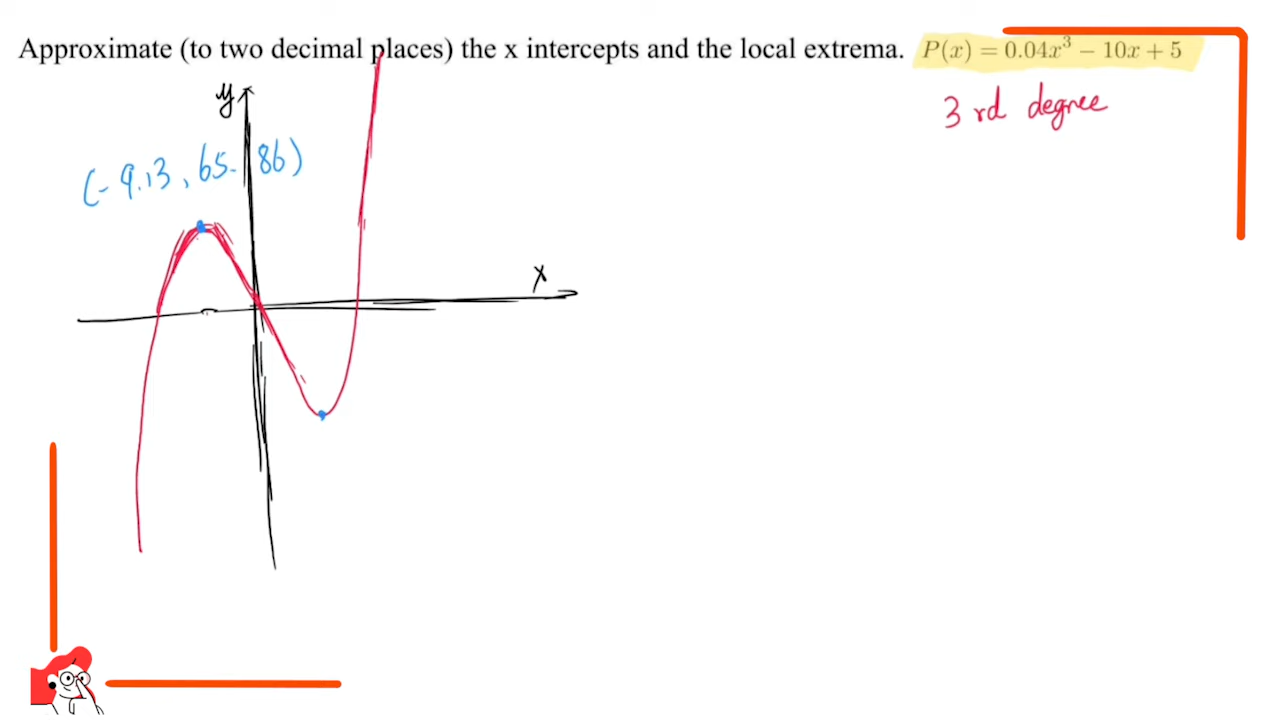 Approximate (to two decimal places) the x intercepts and the local extrema. P(x) = 0.04x³ − 10x + 5
3 rd degree
y
(-9.13, 65.86)
x